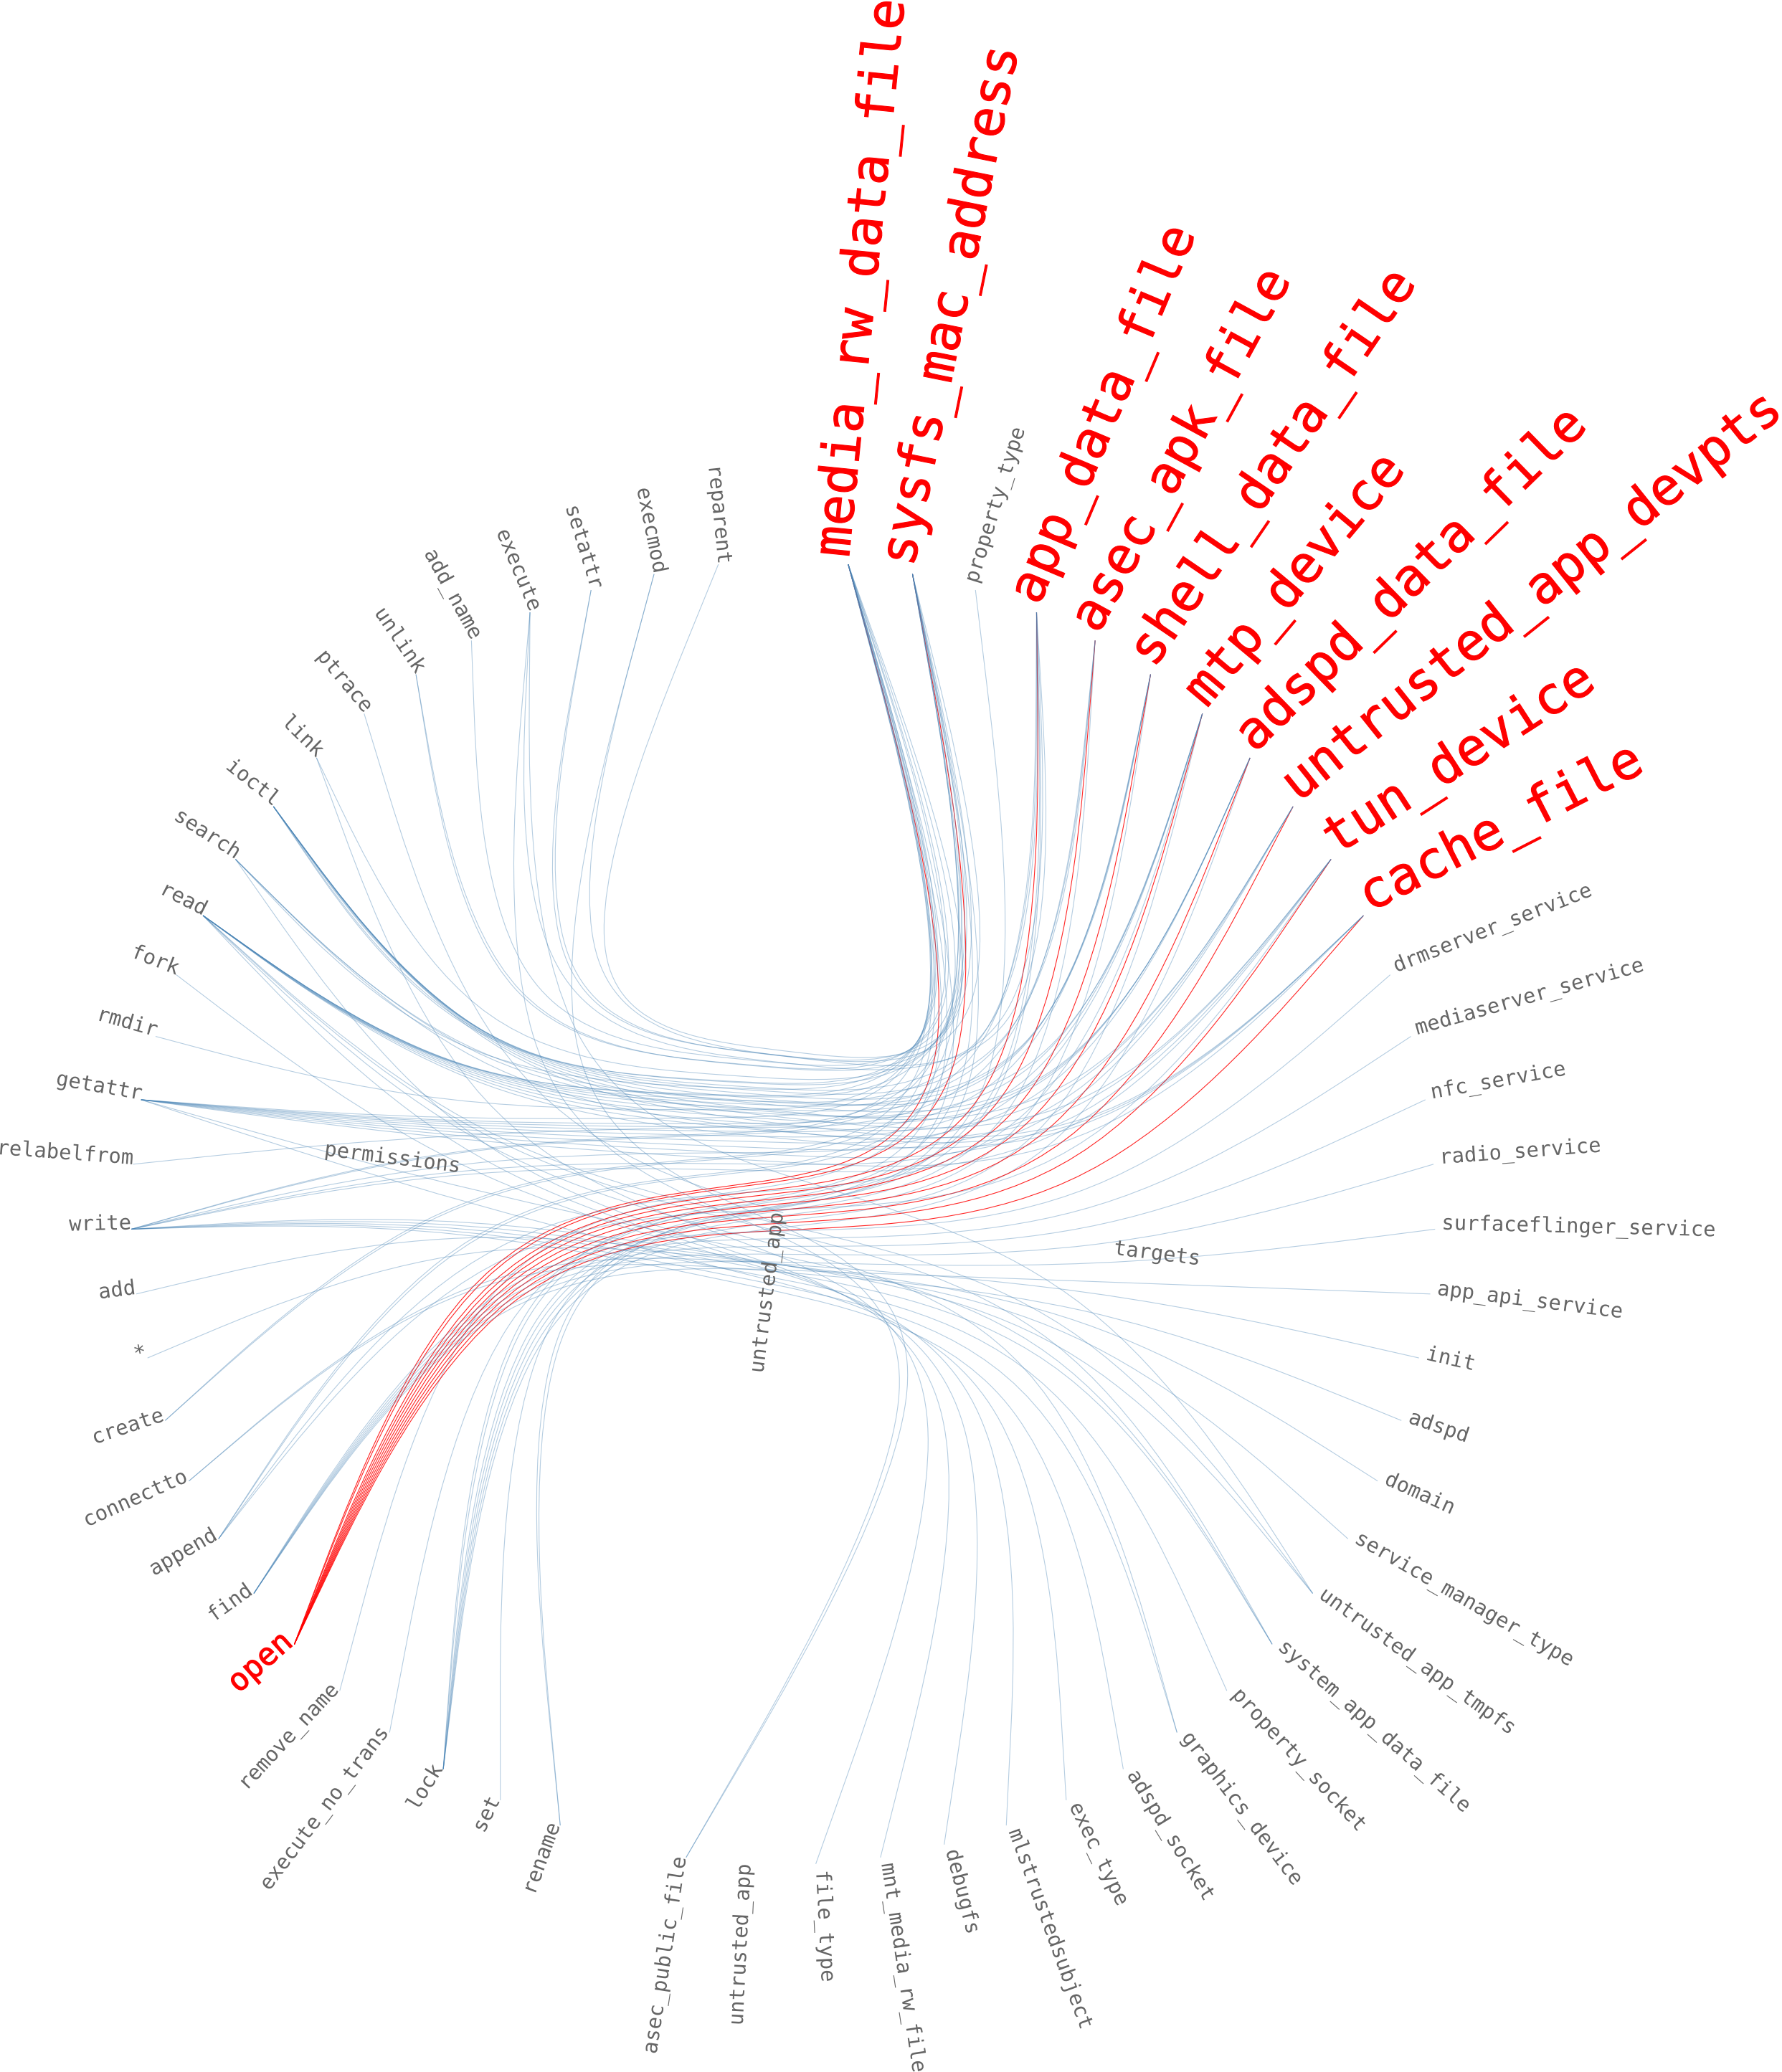 media_rw_data_file
sysfs_mac_address
property_type
app_data_file
asec_apk_file
shell_data_file
mtp_device
adspd_data_file
untrusted_app_devpts
tun_device
cache_file
drmserver_service
mediaserver_service
nfc_service
radio_service
surfaceflinger_service
app_api_service
init
adspd
domain
service_manager_type
untrusted_app_tmpfs
system_app_data_file
property_socket
graphics_device
adspd_socket
exec_type
mlstrustedsubject
debugfs
mnt_media_rw_file
file_type
untrusted_app
asec_public_file
rename
set
lock
execute_no_trans
remove_name
open
find
append
connectto
create
*
add
write
relabelfrom
getattr
rmdir
fork
read
search
ioctl
link
ptrace
unlink
add_name
execute
setattr
execmod
reparent
permissions
untrusted_app
targets